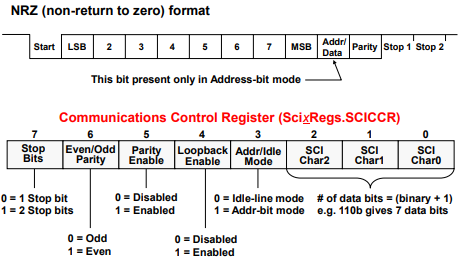 NRZ (non-return to zero) format
Start LSB 2 3 4 5 6 7 MSB Addr/ Data Parity Stop 1 Stop 2
This bit present only in Address-bit mode
Communications Control Register (ScixRegs.SCICCR)
7 6 5 4 3 2 1 0
Stop Bits Even/Odd Parity Parity Enable Loopback Enable Addr/Idle Mode SCI Char2 SCI Char1 SCI Char0
0 = 1 Stop bit
1 = 2 Stop bits
0 = Disabled
1 = Enabled
0 = Idle-line mode
1 = Addr-bit mode
# of data bits = (binary + 1)
e.g. 110b gives 7 data bits
0 = Odd
1 = Even
0 = Disabled
1 = Enabled